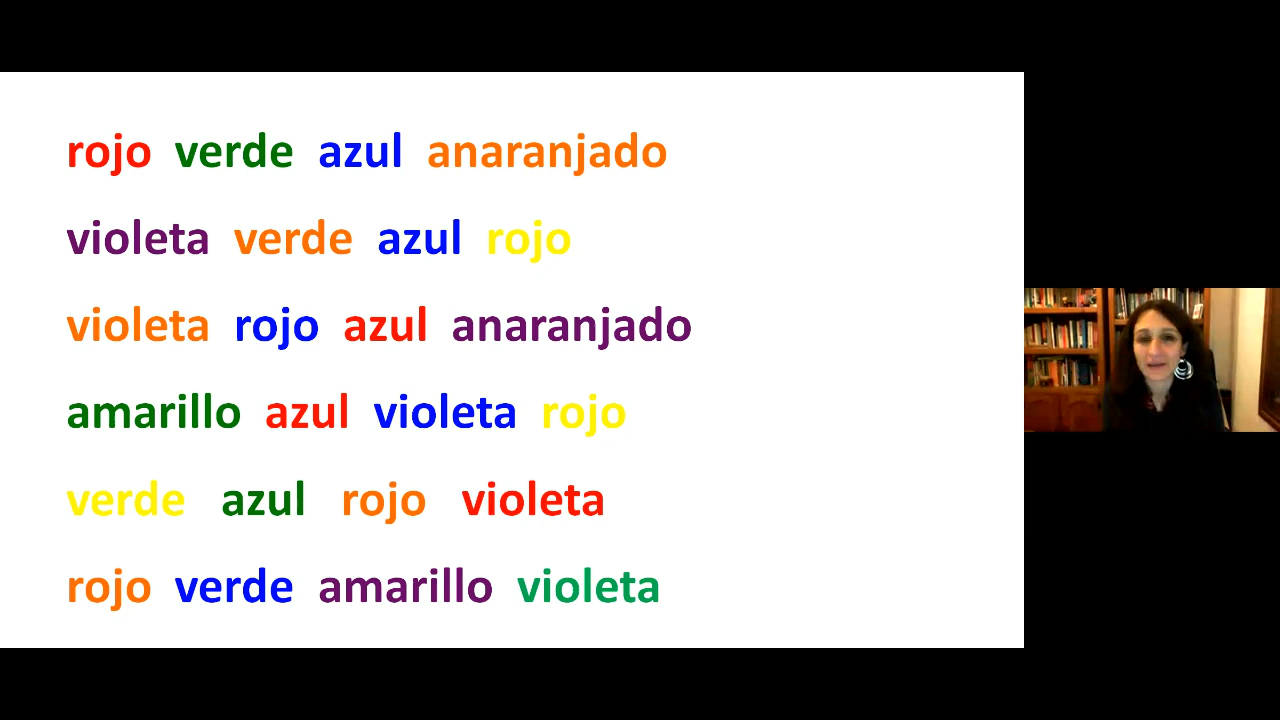 rojo verde azul anaranjado
violeta verde azul rojo
violeta rojo azul anaranjado
amarillo azul violeta rojo
verde azul rojo violeta
rojo verde amarillo violeta